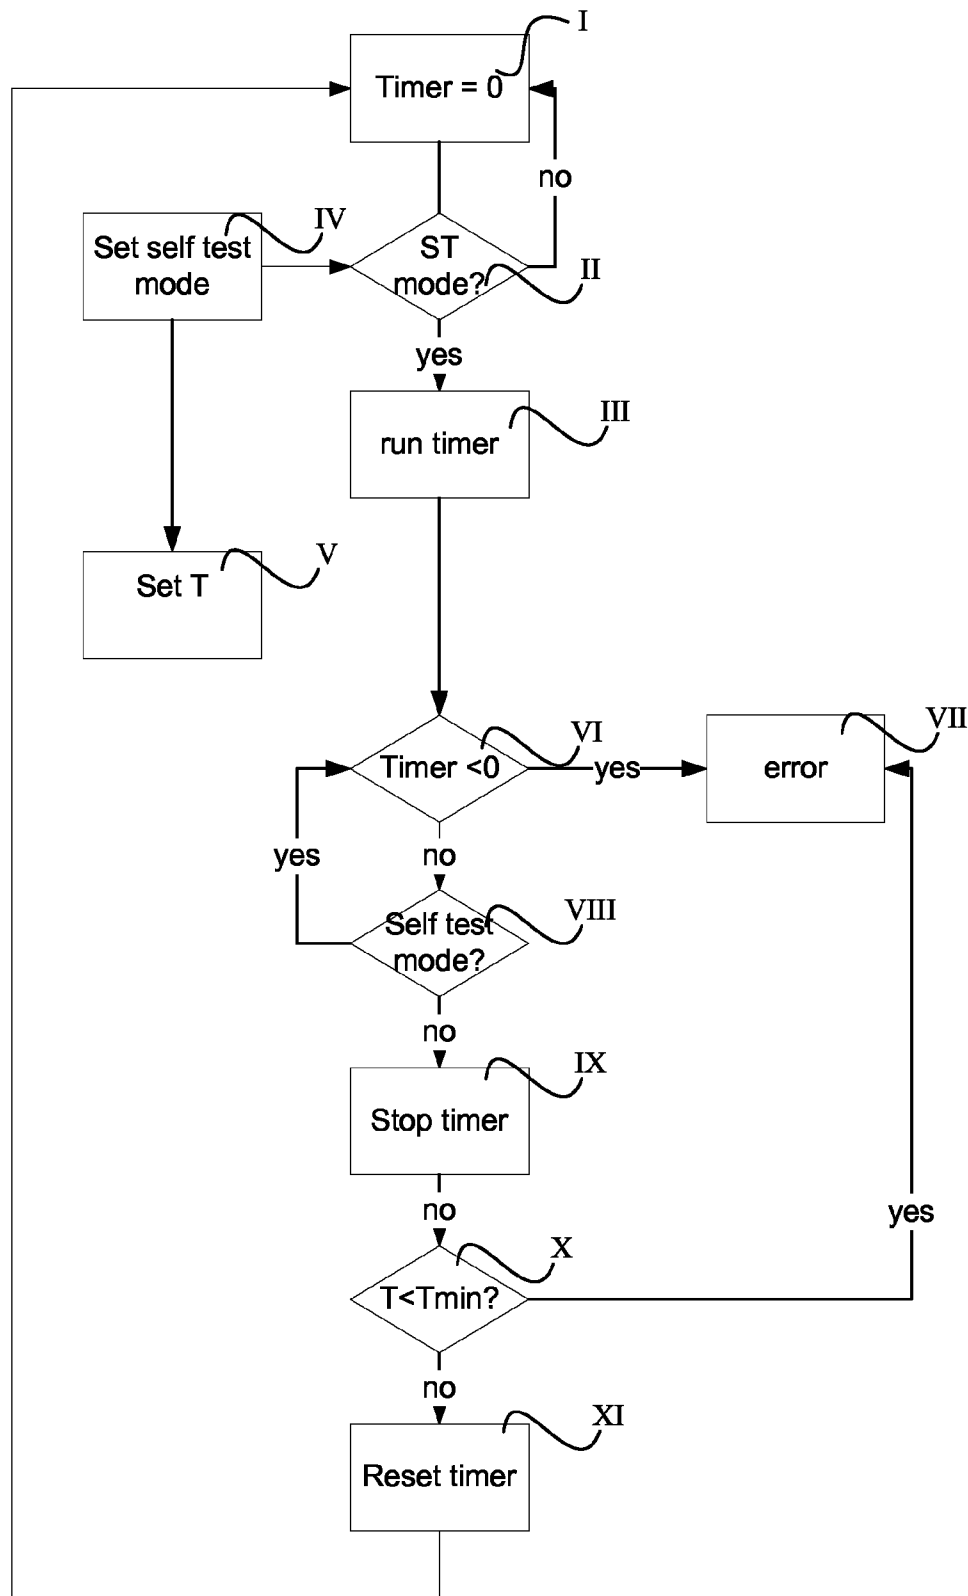 I
Timer = 0
no
IV
Set self test
mode
ST
mode?
II
yes
III
run timer
V
Set T
VI
Timer <0
yes
VII
error
yes
no
VIII
Self test
mode?
no
IX
Stop timer
no
yes
X
T<Tmin?
no
XI
Reset timer